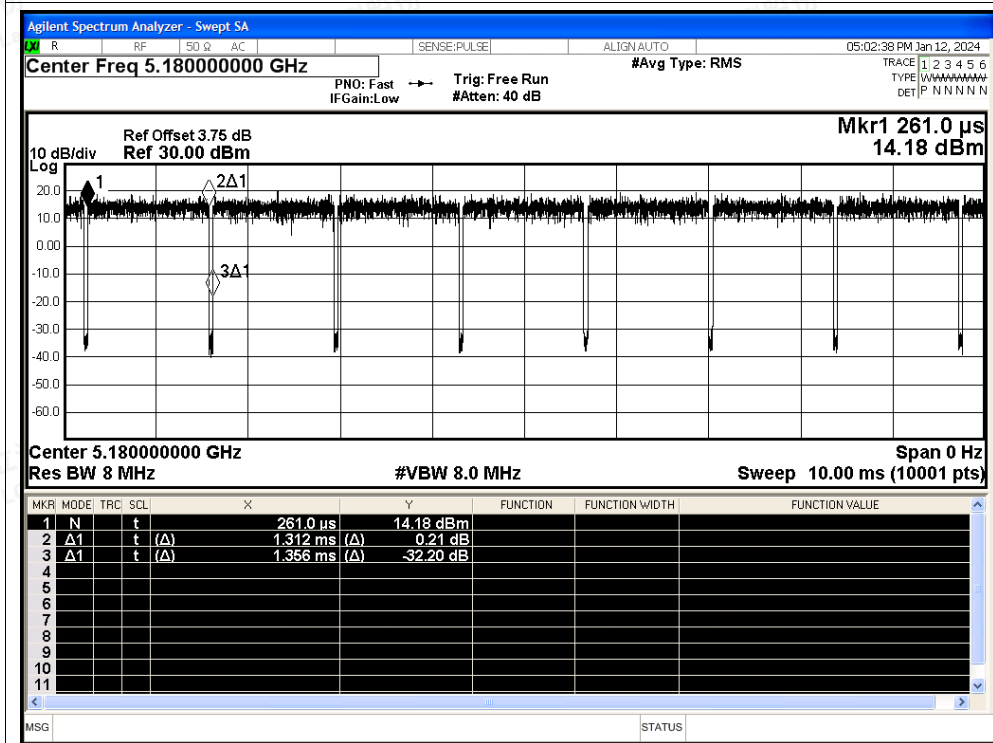 Agilent Spectrum Analyzer - Swept SA
LXI R RF 50 Ω AC SENSE:PULSE ALIGN AUTO 05:02:38 PM Jan 12, 2024
Center Freq 5.180000000 GHz #Avg Type: RMS TRACE 1 2 3 4 5 6
PNO: Fast Trig: Free Run TYPE WWWWWW
IFGain:Low #Atten: 40 dB DET P N N N N N
Mkr1 261.0 µs
Ref Offset 3.75 dB
10 dB/div Ref 30.00 dBm 14.18 dBm
Log
20.0
10.0
0.00
-10.0
-20.0
-30.0
-40.0
-50.0
-60.0
1
2Δ1
3Δ1
Center 5.180000000 GHz Span 0 Hz
Res BW 8 MHz #VBW 8.0 MHz Sweep 10.00 ms (10001 pts)
MKR MODE TRC SCL X Y FUNCTION FUNCTION WIDTH FUNCTION VALUE
1 N t 261.0 µs 14.18 dBm
2 Δ1 t (Δ) 1.312 ms (Δ) 0.21 dB
3 Δ1 t (Δ) 1.356 ms (Δ) -32.20 dB
4
5
6
7
8
9
10
11
MSG STATUS